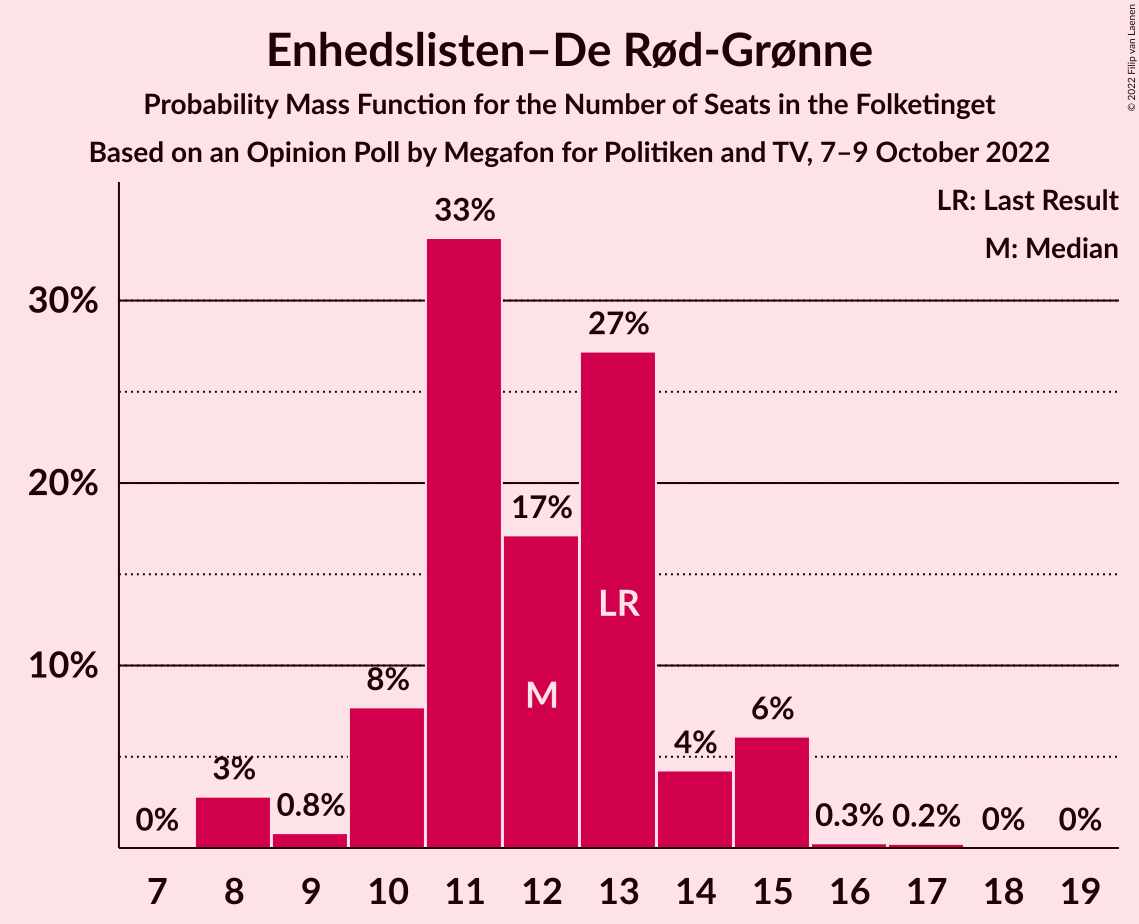 Enhedslisten–De Rød-Grønne
Probability Mass Function for the Number of Seats in the Folketinget
Based on an Opinion Poll by Megafon for Politiken and TV, 7–9 October 2022
© 2022 Filip van Laenen
LR: Last Result
M: Median
33%
30%
27%
20%
17%
LR
10%
8%
M
6%
4%
3%
0%
0.8%
0.3%
0.2%
0%
0%
7 8 9 10 11 12 13 14 15 16 17 18 19